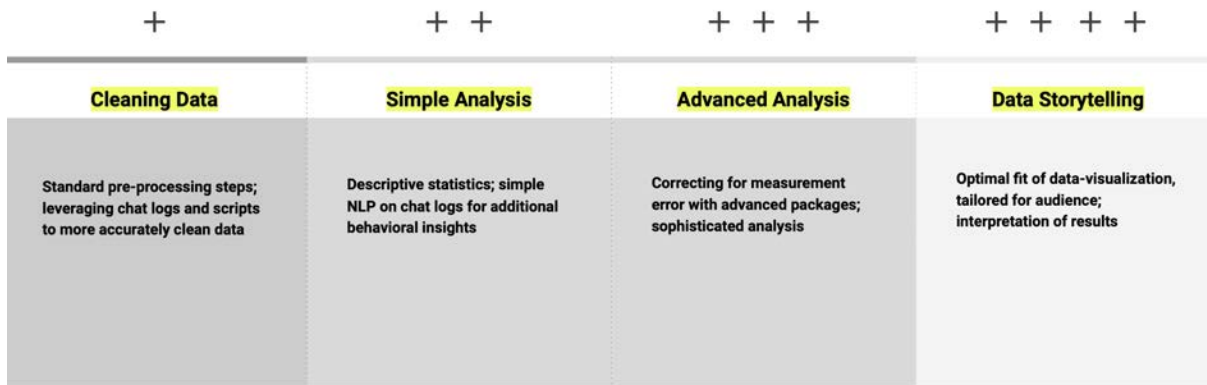 +
+ +
+ + +
+ + + +
Cleaning Data
Simple Analysis
Advanced Analysis
Data Storytelling
Standard pre-processing steps;
leveraging chat logs and scripts
to more accurately clean data
Descriptive statistics; simple
NLP on chat logs for additional
behavioral insights
Correcting for measurement
error with advanced packages;
sophisticated analysis
Optimal fit of data-visualization,
tailored for audience;
interpretation of results